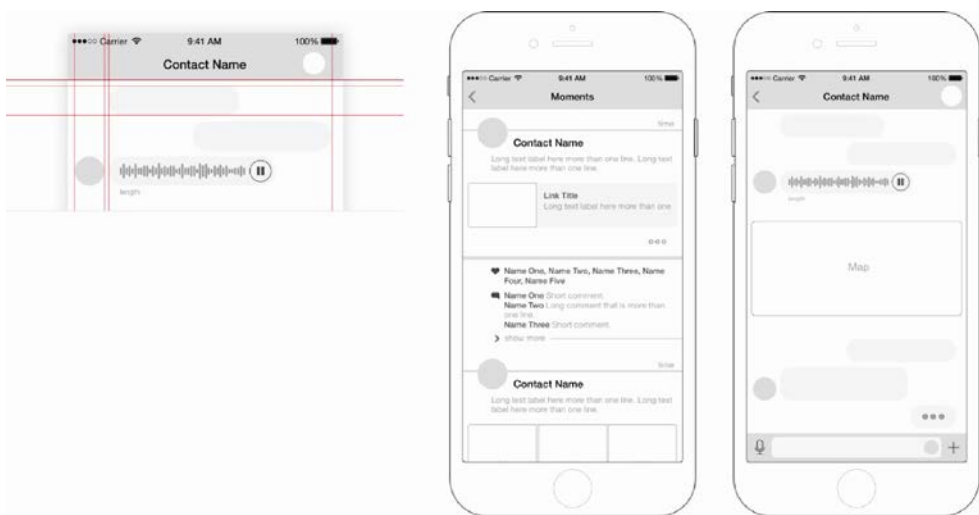 Carrier 9:41 AM 100%
Contact Name
length
Carrier 9:41 AM 100%
Moments
time
Contact Name
Long text label here more than one line. Long text
label here more than one line.
Link Title
Long text label here more than one
Name One, Name Two, Name Three, Name
Four, Name Five
Name One Short comment.
Name Two Long comment that is more than
one line.
Name Three Short comment.
show more
time
Contact Name
Long text label here more than one line. Long text
label here more than one line.
Carrier 9:41 AM 100%
Contact Name
length
Map